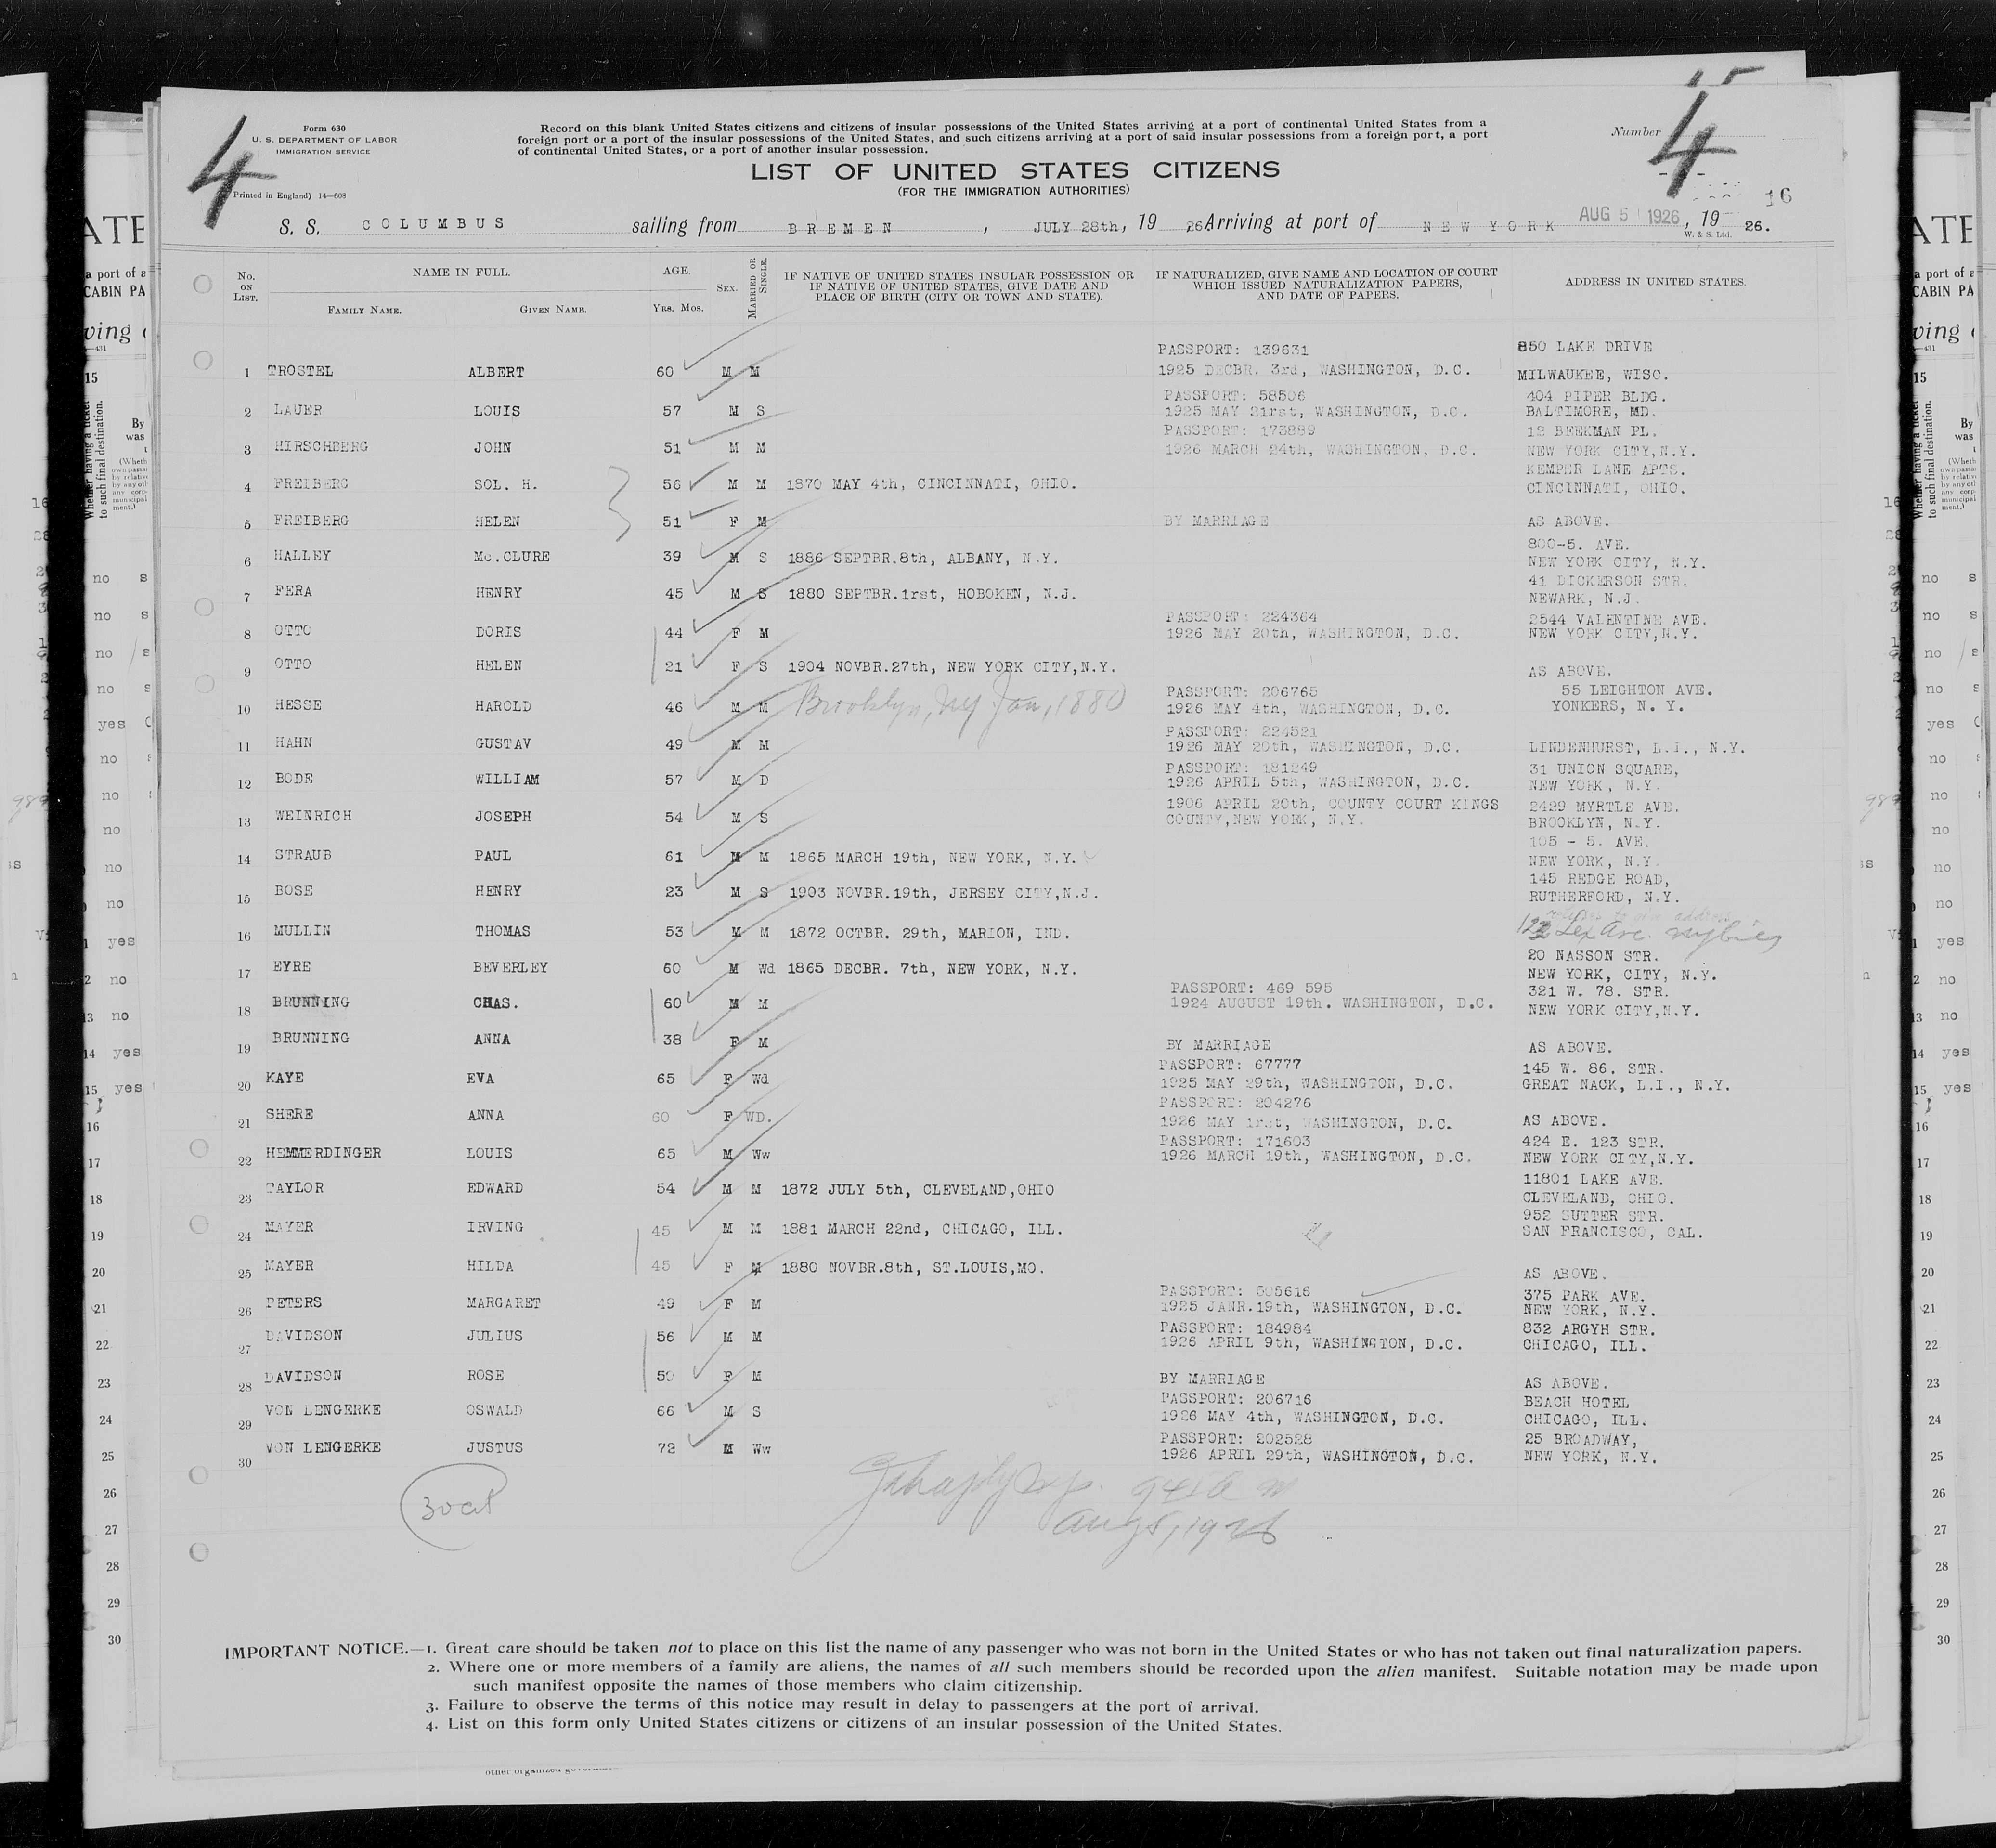 Form 630
U. S. DEPARTMENT OF LABOR
IMMIGRATION SERVICE
(Printed in England) 14—608
4
Record on this blank United States citizens and citizens of insular possessions of the United States arriving at a port of continental United States from a
foreign port or a port of the insular possessions of the United States, and such citizens arriving at a port of said insular possessions from a foreign port, a port
of continental United States, or a port of another insular possession.
Number 4
LIST OF UNITED STATES CITIZENS
(FOR THE IMMIGRATION AUTHORITIES)
16
S. S. COLUMBUS sailing from BREMEN, JULY 28th, 19 26 Arriving at port of NEW YORK AUG 5 1926, 19 26.
W. & S. Ltd.
No. ON LIST. NAME IN FULL. FAMILY NAME. GIVEN NAME. AGE. YRS. MOS. SEX. MARRIED OR SINGLE.
IF NATIVE OF UNITED STATES INSULAR POSSESSION OR
IF NATIVE OF UNITED STATES, GIVE DATE AND
PLACE OF BIRTH (CITY OR TOWN AND STATE).
IF NATURALIZED, GIVE NAME AND LOCATION OF COURT
WHICH ISSUED NATURALIZATION PAPERS,
AND DATE OF PAPERS.
ADDRESS IN UNITED STATES.
PASSPORT: 139631 850 LAKE DRIVE
1 TROSTEL ALBERT 60 M M 1925 DECBR. 3rd, WASHINGTON, D.C. MILWAUKEE, WISC.
PASSPORT: 58506 404 PIPER BLDG.
2 LAUER LOUIS 57 M S 1925 MAY 21rst, WASHINGTON, D.C. BALTIMORE, MD.
PASSPORT: 173899 12 BEEKMAN PL.
3 HIRSCHBERG JOHN 51 M M 1926 MARCH 24th, WASHINGTON, D.C. NEW YORK CITY,N.Y.
KEMPER LANE APTS.
4 FREIBERG SOL. H. 56 M M 1870 MAY 4th, CINCINNATI, OHIO. CINCINNATI, OHIO.
5 FREIBERG HELEN 51 F M BY MARRIAGE AS ABOVE.
800-5. AVE.
6 HALLEY Mc.CLURE 39 M S 1886 SEPTBR.8th, ALBANY, N.Y. NEW YORK CITY, N.Y.
41 DICKERSON STR.
7 FERA HENRY 45 M S 1880 SEPTBR.1rst, HOBOKEN, N.J. NEWARK, N.J.
PASSPORT: 224364 2544 VALENTINE AVE.
8 OTTO DORIS 44 F M 1926 MAY 20th, WASHINGTON, D.C. NEW YORK CITY,N.Y.
9 OTTO HELEN 21 F S 1904 NOVBR.27th, NEW YORK CITY,N.Y. AS ABOVE.
PASSPORT: 206765 55 LEIGHTON AVE.
10 HESSE HAROLD 46 M M Brooklyn, Ny Jan, 1880 1926 MAY 4th, WASHINGTON, D.C. YONKERS, N. Y.
PASSPORT: 224521
11 HAHN GUSTAV 49 M M 1926 MAY 20th, WASHINGTON, D.C. LINDENHURST, L.I., N.Y.
PASSPORT: 181249 31 UNION SQUARE,
12 BODE WILLIAM 57 M D 1926 APRIL 5th, WASHINGTON, D.C. NEW YORK, N.Y.
1906 APRIL 20th, COUNTY COURT KINGS 2429 MYRTLE AVE.
13 WEINRICH JOSEPH 54 M S COUNTY,NEW YORK, N.Y. BROOKLYN, N.Y.
105 - 5. AVE.
14 STRAUB PAUL 61 M M 1865 MARCH 19th, NEW YORK, N.Y. NEW YORK, N.Y.
145 REDGE ROAD,
15 BOSE HENRY 23 M S 1903 NOVBR.19th, JERSEY CITY,N.J. RUTHERFORD, N.Y.
16 MULLIN THOMAS 53 M M 1872 OCTBR. 29th, MARION, IND. Lex Ave.
20 NASSON STR.
17 EYRE BEVERLEY 60 M Wd 1865 DECBR. 7th, NEW YORK, N.Y. NEW YORK, CITY, N.Y.
PASSPORT: 469 595 321 W. 78. STR.
18 BRUNNING CHAS. 60 M M 1924 AUGUST 19th. WASHINGTON, D.C. NEW YORK CITY,N.Y.
19 BRUNNING ANNA 38 F M BY MARRIAGE AS ABOVE.
PASSPORT: 67777 145 W. 86. STR.
20 KAYE EVA 65 F Wd 1925 MAY 29th, WASHINGTON, D.C. GREAT NACK, L.I., N.Y.
PASSPORT: 204276
21 SHERE ANNA 60 F WD. 1926 MAY 1rst, WASHINGTON, D.C. AS ABOVE.
PASSPORT: 171603 424 E. 123 STR.
22 HEMMERDINGER LOUIS 65 M Ww 1926 MARCH 19th, WASHINGTON, D.C. NEW YORK CITY,N.Y.
11801 LAKE AVE.
23 TAYLOR EDWARD 54 M M 1872 JULY 5th, CLEVELAND,OHIO CLEVELAND, OHIO.
952 SUTTER STR.
24 MAYER IRVING 45 M M 1881 MARCH 22nd, CHICAGO, ILL. SAN FRANCISCO, CAL.
25 MAYER HILDA 45 F M 1880 NOVBR.8th, ST.LOUIS,MO. AS ABOVE.
PASSPORT: 505616 375 PARK AVE.
26 PETERS MARGARET 49 F M 1925 JANR.19th, WASHINGTON, D.C. NEW YORK, N.Y.
PASSPORT: 184984 832 ARGYH STR.
27 DAVIDSON JULIUS 56 M M 1926 APRIL 9th, WASHINGTON, D.C. CHICAGO, ILL.
28 DAVIDSON ROSE 50 F M BY MARRIAGE AS ABOVE.
PASSPORT: 206716 BEACH HOTEL
29 VON LENGERKE OSWALD 66 M S 1926 MAY 4th, WASHINGTON, D.C. CHICAGO, ILL.
PASSPORT: 202528 25 BROADWAY,
30 VON LENGERKE JUSTUS 72 M Ww 1926 APRIL 29th, WASHINGTON, D.C. NEW YORK, N.Y.
Aug 5, 1926
IMPORTANT NOTICE.—1. Great care should be taken not to place on this list the name of any passenger who was not born in the United States or who has not taken out final naturalization papers.
2. Where one or more members of a family are aliens, the names of all such members should be recorded upon the alien manifest. Suitable notation may be made upon
such manifest opposite the names of those members who claim citizenship.
3. Failure to observe the terms of this notice may result in delay to passengers at the port of arrival.
4. List on this form only United States citizens or citizens of an insular possession of the United States.